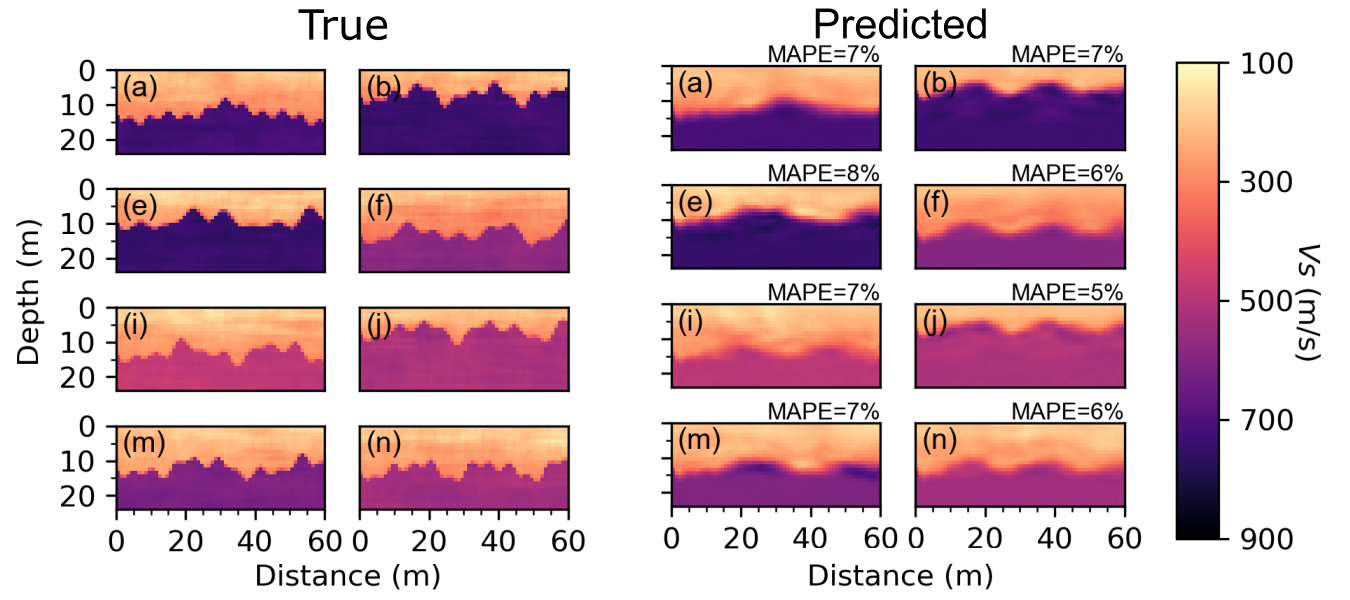 True Predicted
MAPE=7% MAPE=7%
0 (a) (b) (a) (b) 100
10
20
MAPE=8% MAPE=6%
0 (e) (f) (e) (f) 300
10
20
MAPE=7% MAPE=5%
0 (i) (j) (i) (j) 500
10
20
MAPE=7% MAPE=6%
0 (m) (n) (m) (n) 700
10
20
900
0 20 40 60 0 20 40 60 0 20 40 60 0 20 40 60
Distance (m) Distance (m)
Depth (m)
Vs (m/s)